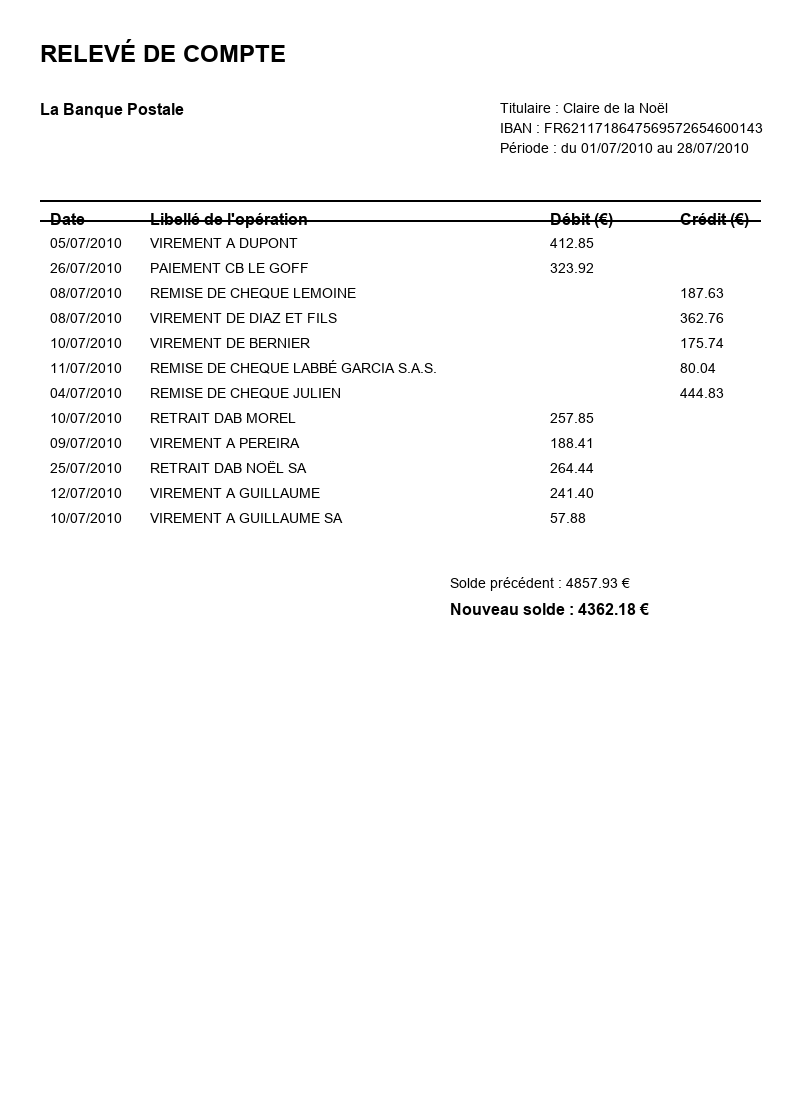 RELEVÉ DE COMPTE
La Banque Postale
Titulaire : Claire de la Noël
IBAN : FR6211718647569572654600143
Période : du 01/07/2010 au 28/07/2010
Date Libellé de l'opération Débit (€) Crédit (€)
05/07/2010 VIREMENT A DUPONT 412.85
26/07/2010 PAIEMENT CB LE GOFF 323.92
08/07/2010 REMISE DE CHEQUE LEMOINE 187.63
08/07/2010 VIREMENT DE DIAZ ET FILS 362.76
10/07/2010 VIREMENT DE BERNIER 175.74
11/07/2010 REMISE DE CHEQUE LABBÉ GARCIA S.A.S. 80.04
04/07/2010 REMISE DE CHEQUE JULIEN 444.83
10/07/2010 RETRAIT DAB MOREL 257.85
09/07/2010 VIREMENT A PEREIRA 188.41
25/07/2010 RETRAIT DAB NOËL SA 264.44
12/07/2010 VIREMENT A GUILLAUME 241.40
10/07/2010 VIREMENT A GUILLAUME SA 57.88
Solde précédent : 4857.93 €
Nouveau solde : 4362.18 €